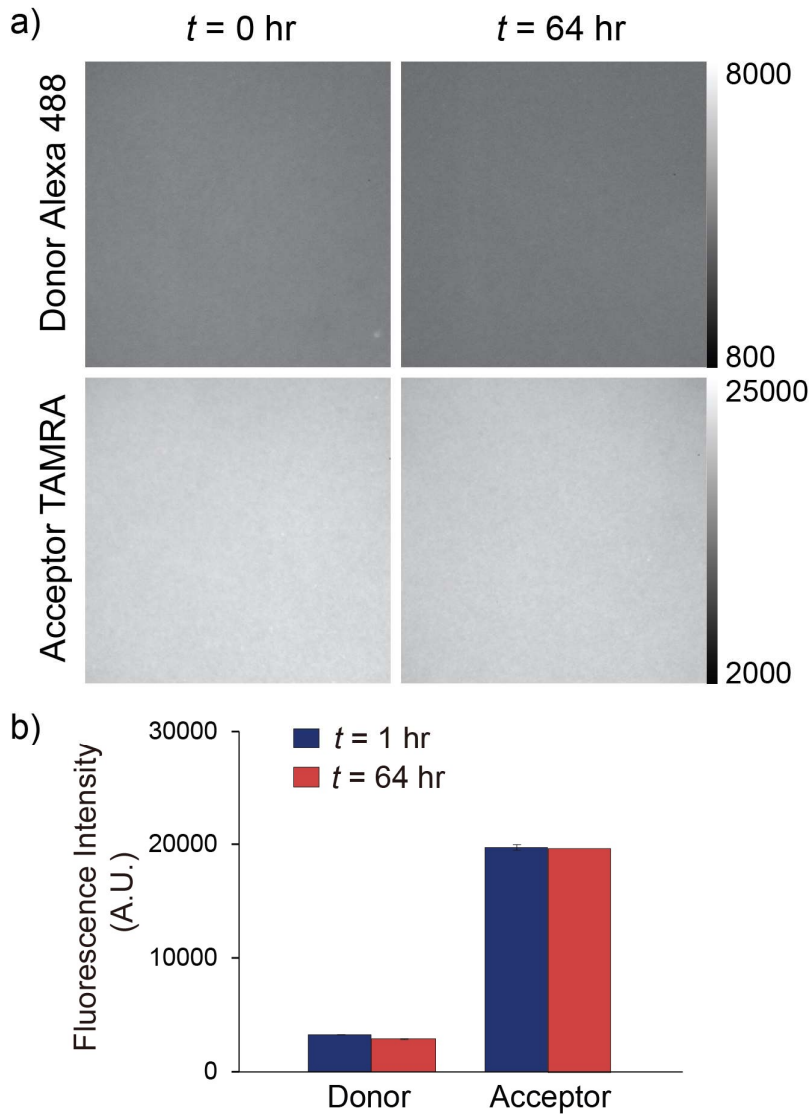 a)
t = 0 hr
t = 64 hr
Donor Alexa 488
8000
800
Acceptor TAMRA
25000
2000
b)
Fluorescence Intensity
(A.U.)
30000
20000
10000
0
t = 1 hr
t = 64 hr
Donor
Acceptor